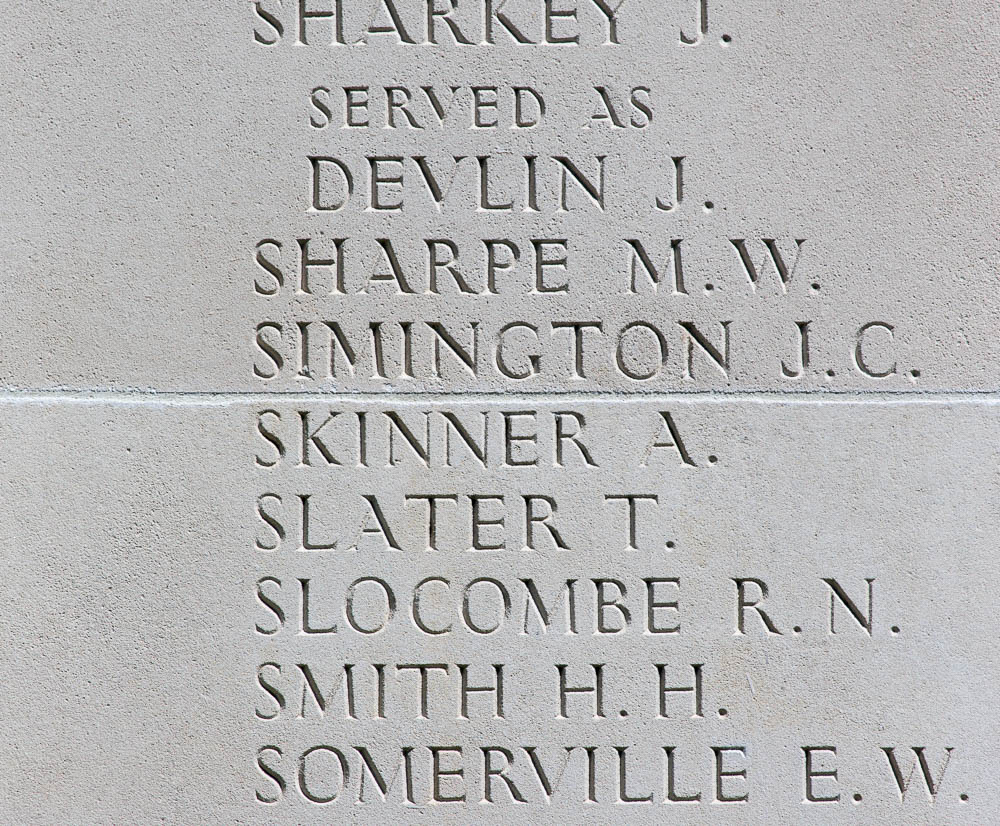 SHARKEY J.
SERVED AS
DEVLIN J.
SHARPE M.W.
SIMINGTON J.C.
SKINNER A.
SLATER T.
SLOCOMBE R.N.
SMITH H.H.
SOMERVILLE E.W.